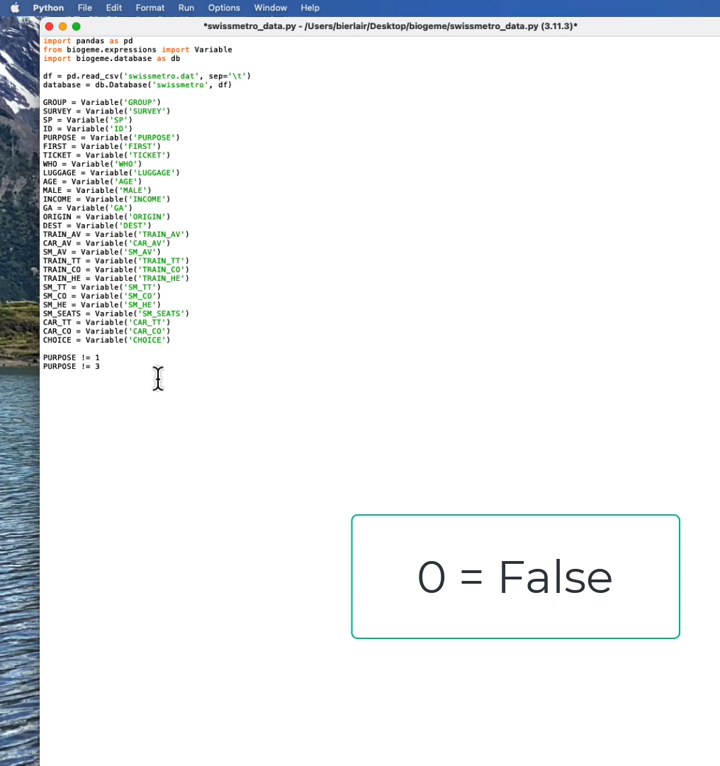 Python File Edit Format Run Options Window Help
*swissmetro_data.py - /Users/bierlair/Desktop/biogeme/swissmetro_data.py (3.11.3)*
import pandas as pd
from biogeme.expressions import Variable
import biogeme.database as db
df = pd.read_csv('swissmetro.dat', sep='\t')
database = db.Database('swissmetro', df)
GROUP = Variable('GROUP')
SURVEY = Variable('SURVEY')
SP = Variable('SP')
ID = Variable('ID')
PURPOSE = Variable('PURPOSE')
FIRST = Variable('FIRST')
TICKET = Variable('TICKET')
WHO = Variable('WHO')
LUGGAGE = Variable('LUGGAGE')
AGE = Variable('AGE')
MALE = Variable('MALE')
INCOME = Variable('INCOME')
GA = Variable('GA')
ORIGIN = Variable('ORIGIN')
DEST = Variable('DEST')
TRAIN_AV = Variable('TRAIN_AV')
CAR_AV = Variable('CAR_AV')
SM_AV = Variable('SM_AV')
TRAIN_TT = Variable('TRAIN_TT')
TRAIN_CO = Variable('TRAIN_CO')
TRAIN_HE = Variable('TRAIN_HE')
SM_TT = Variable('SM_TT')
SM_CO = Variable('SM_CO')
SM_HE = Variable('SM_HE')
SM_SEATS = Variable('SM_SEATS')
CAR_TT = Variable('CAR_TT')
CAR_CO = Variable('CAR_CO')
CHOICE = Variable('CHOICE')
PURPOSE != 1
PURPOSE != 3
0 = False